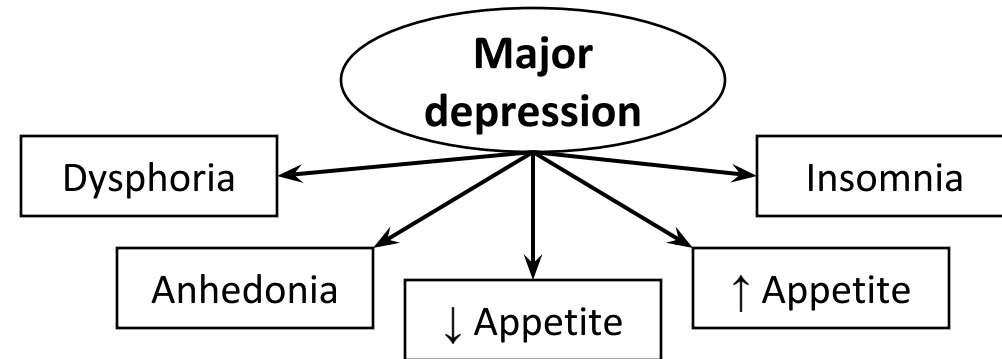 Major
depression
Dysphoria
Insomnia
Anhedonia
↓ Appetite
↑ Appetite